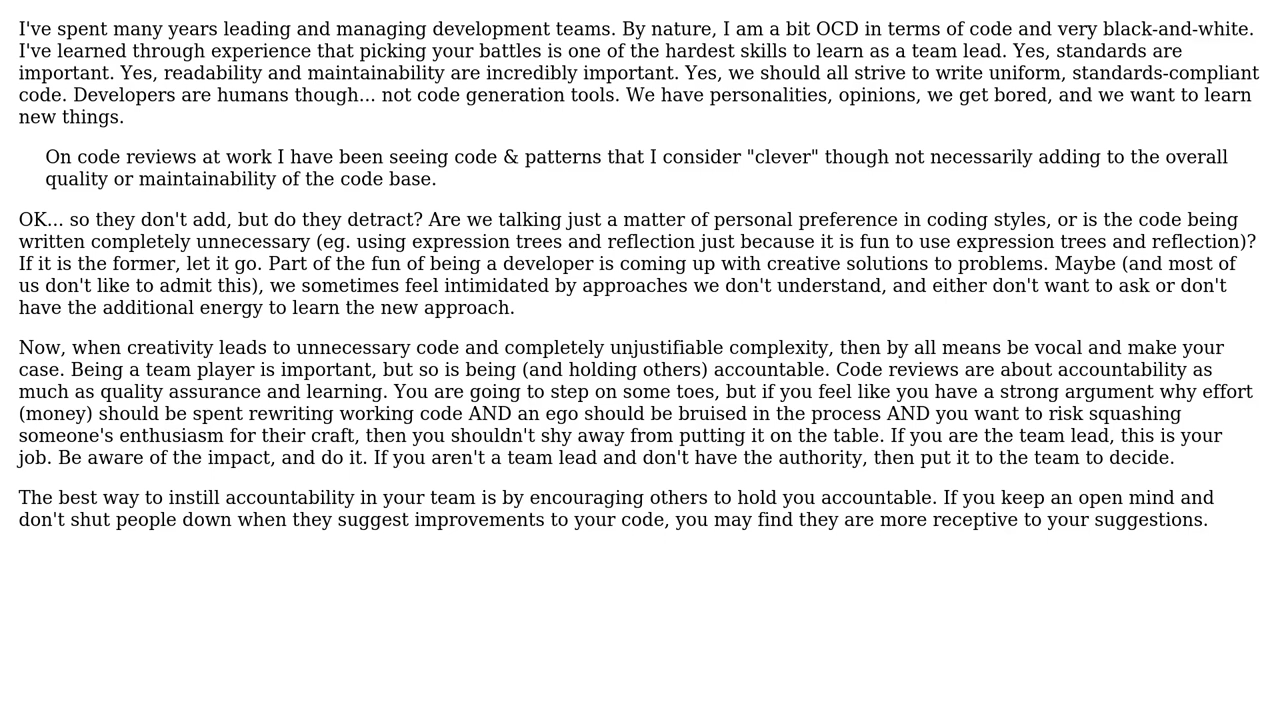 I've spent many years leading and managing development teams. By nature, I am a bit OCD in terms of code and very black-and-white.
I've learned through experience that picking your battles is one of the hardest skills to learn as a team lead. Yes, standards are
important. Yes, readability and maintainability are incredibly important. Yes, we should all strive to write uniform, standards-compliant
code. Developers are humans though... not code generation tools. We have personalities, opinions, we get bored, and we want to learn
new things.
On code reviews at work I have been seeing code & patterns that I consider "clever" though not necessarily adding to the overall
quality or maintainability of the code base.
OK... so they don't add, but do they detract? Are we talking just a matter of personal preference in coding styles, or is the code being
written completely unnecessary (eg. using expression trees and reflection just because it is fun to use expression trees and reflection)?
If it is the former, let it go. Part of the fun of being a developer is coming up with creative solutions to problems. Maybe (and most of
us don't like to admit this), we sometimes feel intimidated by approaches we don't understand, and either don't want to ask or don't
have the additional energy to learn the new approach.
Now, when creativity leads to unnecessary code and completely unjustifiable complexity, then by all means be vocal and make your
case. Being a team player is important, but so is being (and holding others) accountable. Code reviews are about accountability as
much as quality assurance and learning. You are going to step on some toes, but if you feel like you have a strong argument why effort
(money) should be spent rewriting working code AND an ego should be bruised in the process AND you want to risk squashing
someone's enthusiasm for their craft, then you shouldn't shy away from putting it on the table. If you are the team lead, this is your
job. Be aware of the impact, and do it. If you aren't a team lead and don't have the authority, then put it to the team to decide.
The best way to instill accountability in your team is by encouraging others to hold you accountable. If you keep an open mind and
don't shut people down when they suggest improvements to your code, you may find they are more receptive to your suggestions.